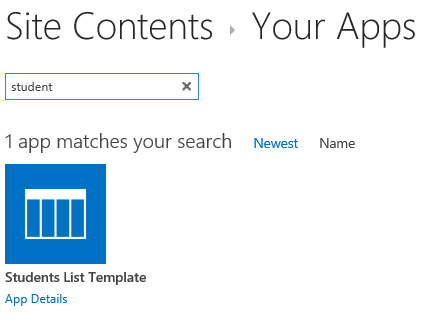 Site Contents ▸ Your Apps
student
1 app matches your search Newest Name
Students List Template
App Details